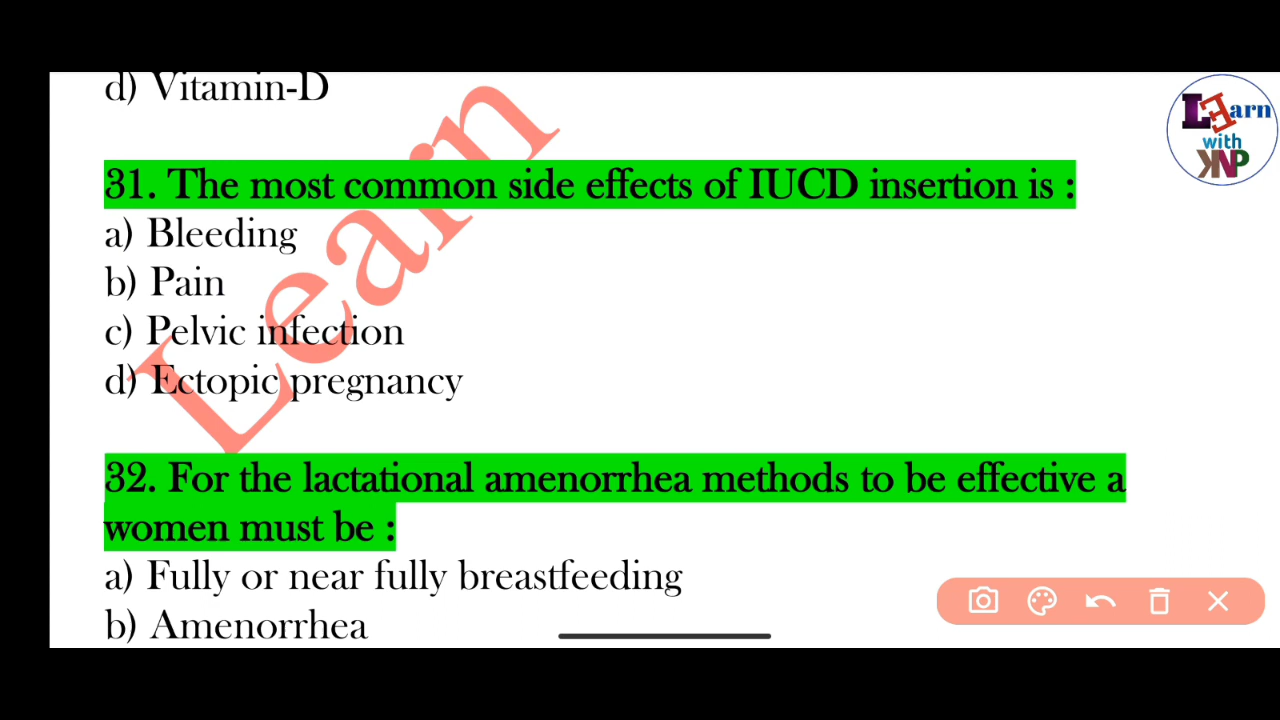 d) Vitamin-D
LEarn
with
KNP
31. The most common side effects of IUCD insertion is :
a) Bleeding
b) Pain
c) Pelvic infection
d) Ectopic pregnancy
Learn
32. For the lactational amenorrhea methods to be effective a
women must be :
a) Fully or near fully breastfeeding
b) Amenorrhea